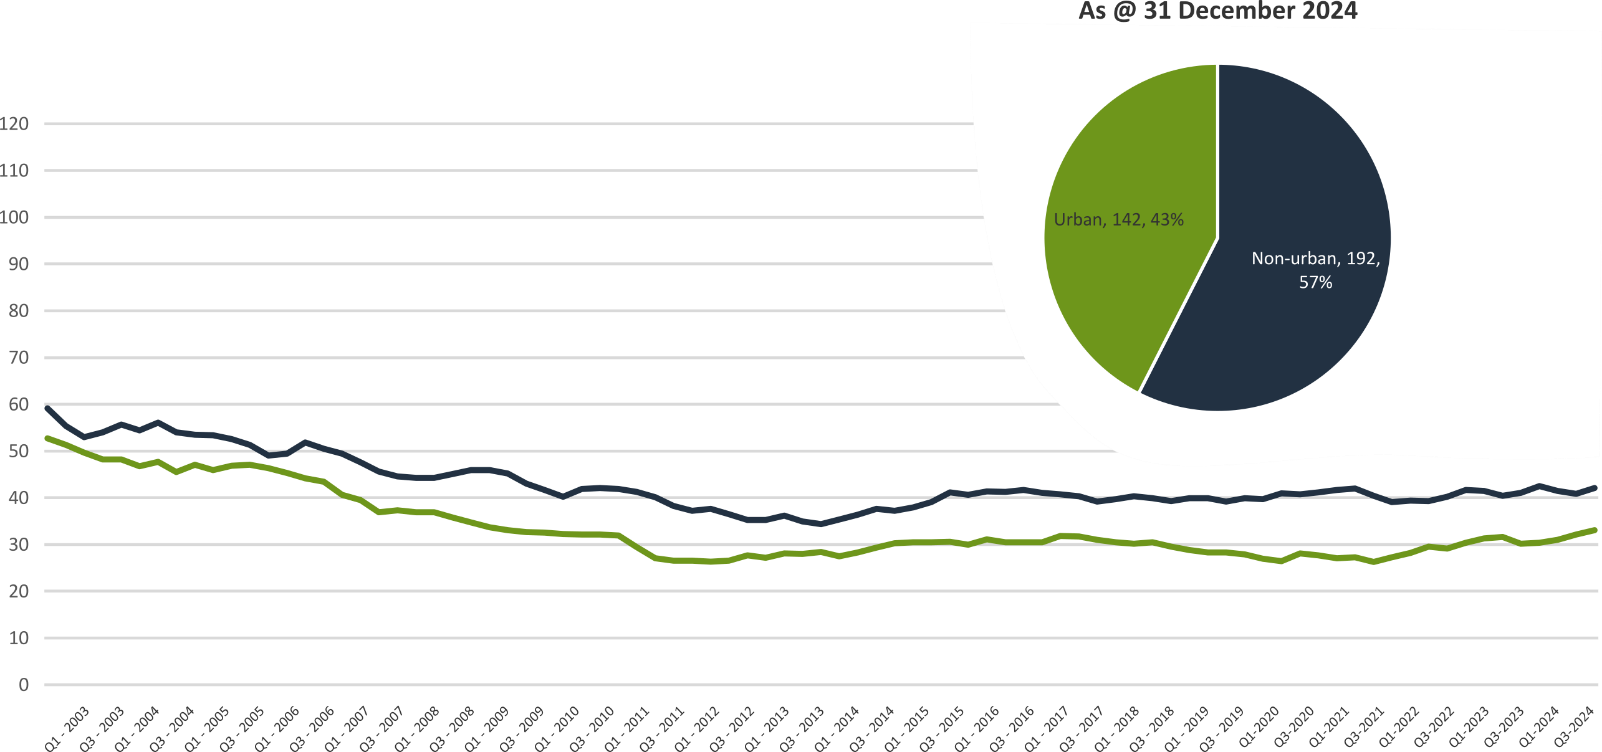 As @ 31 December 2024
120
110
100
90
80
70
60
50
40
30
20
10
0
Urban, 142, 43%
Non-urban, 192,
57%
Q1 - 2003
Q3 - 2003
Q1 - 2004
Q3 - 2004
Q1 - 2005
Q3 - 2005
Q1 - 2006
Q3 - 2006
Q1 - 2007
Q3 - 2007
Q1 - 2008
Q3 - 2008
Q1 - 2009
Q3 - 2009
Q1 - 2010
Q3 - 2010
Q1 - 2011
Q3 - 2011
Q1 - 2012
Q3 - 2012
Q1 - 2013
Q3 - 2013
Q1 - 2014
Q3 - 2014
Q1 - 2015
Q3 - 2015
Q1 - 2016
Q3 - 2016
Q1 - 2017
Q3 - 2017
Q1 - 2018
Q3 - 2018
Q1 - 2019
Q3 - 2019
Q1-2020
Q3-2020
Q1-2021
Q3-2021
Q1-2022
Q3-2022
Q1-2023
Q3-2023
Q1-2024
Q3-2024